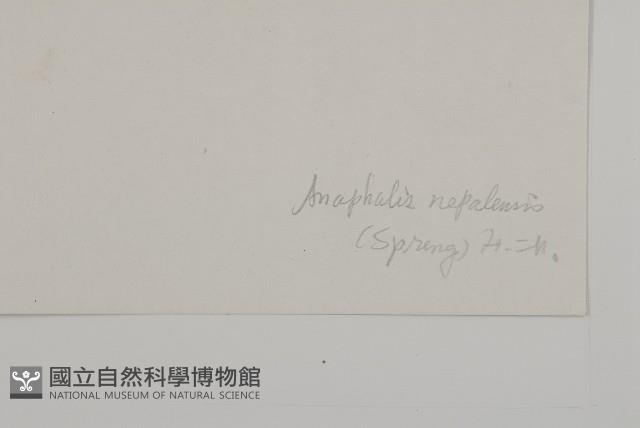 Anaphalis nepalensis
(Spreng) H.-M.
國立自然科學博物館
NATIONAL MUSEUM OF NATURAL SCIENCE